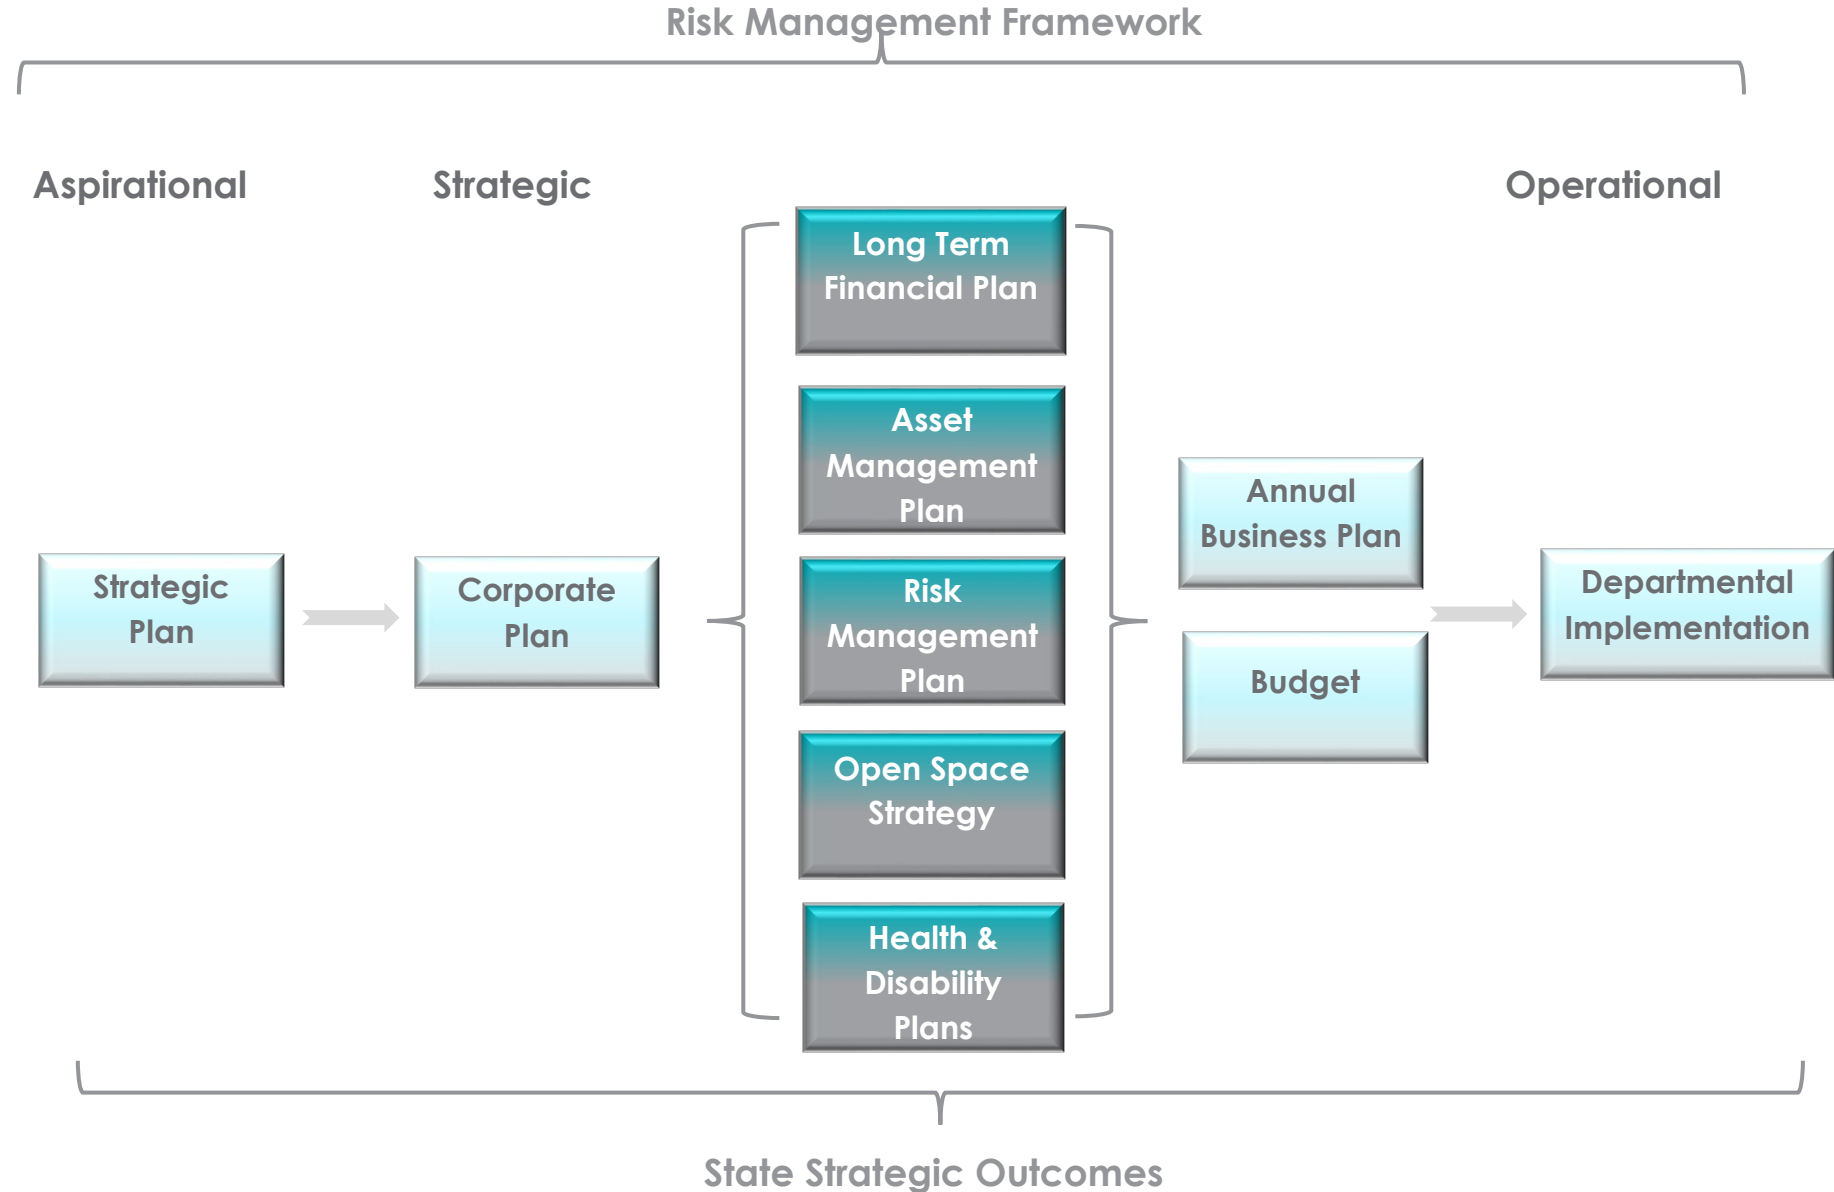 Risk Management Framework
Aspirational
Strategic
Operational
Strategic
Plan
Corporate
Plan
Long Term
Financial Plan
Asset
Management
Plan
Risk
Management
Plan
Open Space
Strategy
Health &
Disability
Plans
Annual
Business Plan
Budget
Departmental
Implementation
State Strategic Outcomes